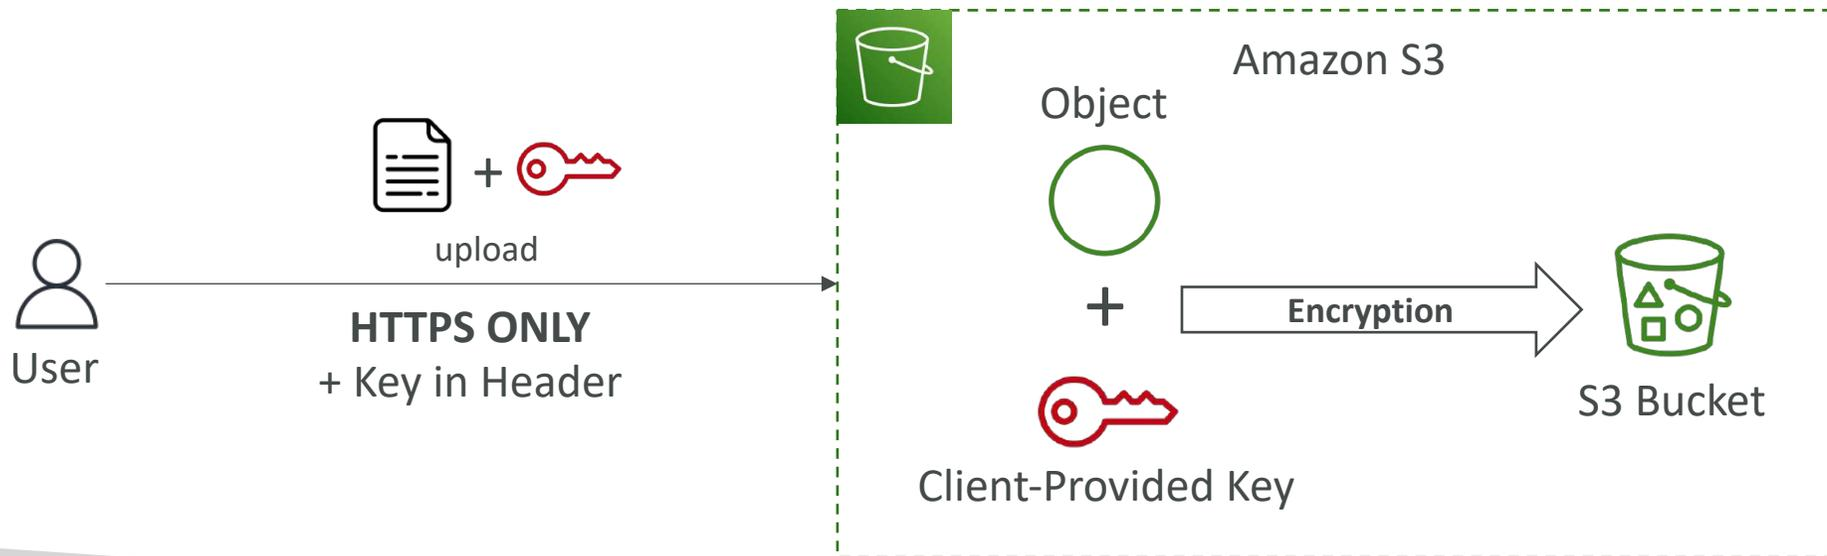 Amazon S3
Object
+
upload
HTTPS ONLY
+ Key in Header
User
+
Encryption
S3 Bucket
Client-Provided Key